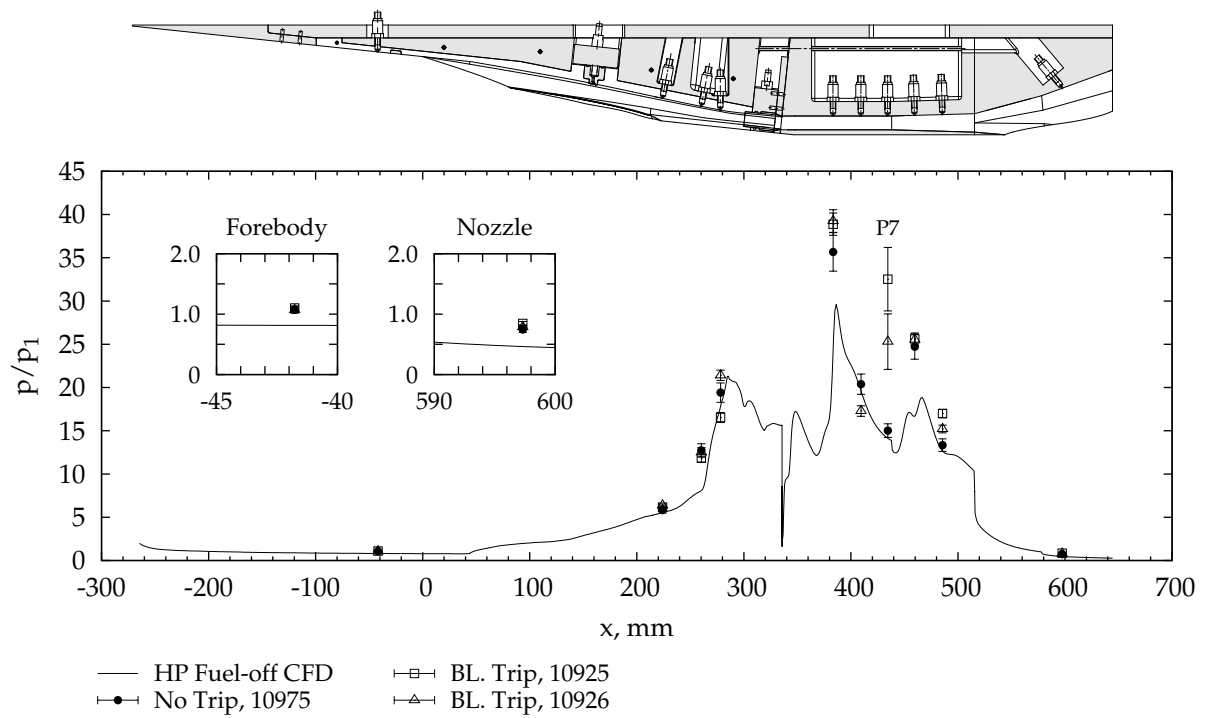 45
40
35
30
25
20
15
10
5
0
p/p1
Forebody
2.0
1.0
0
-45 -40
Nozzle
2.0
1.0
0
590 600
P7
-300 -200 -100 0 100 200 300 400 500 600 700
x, mm
HP Fuel-off CFD
No Trip, 10975
BL. Trip, 10925
BL. Trip, 10926